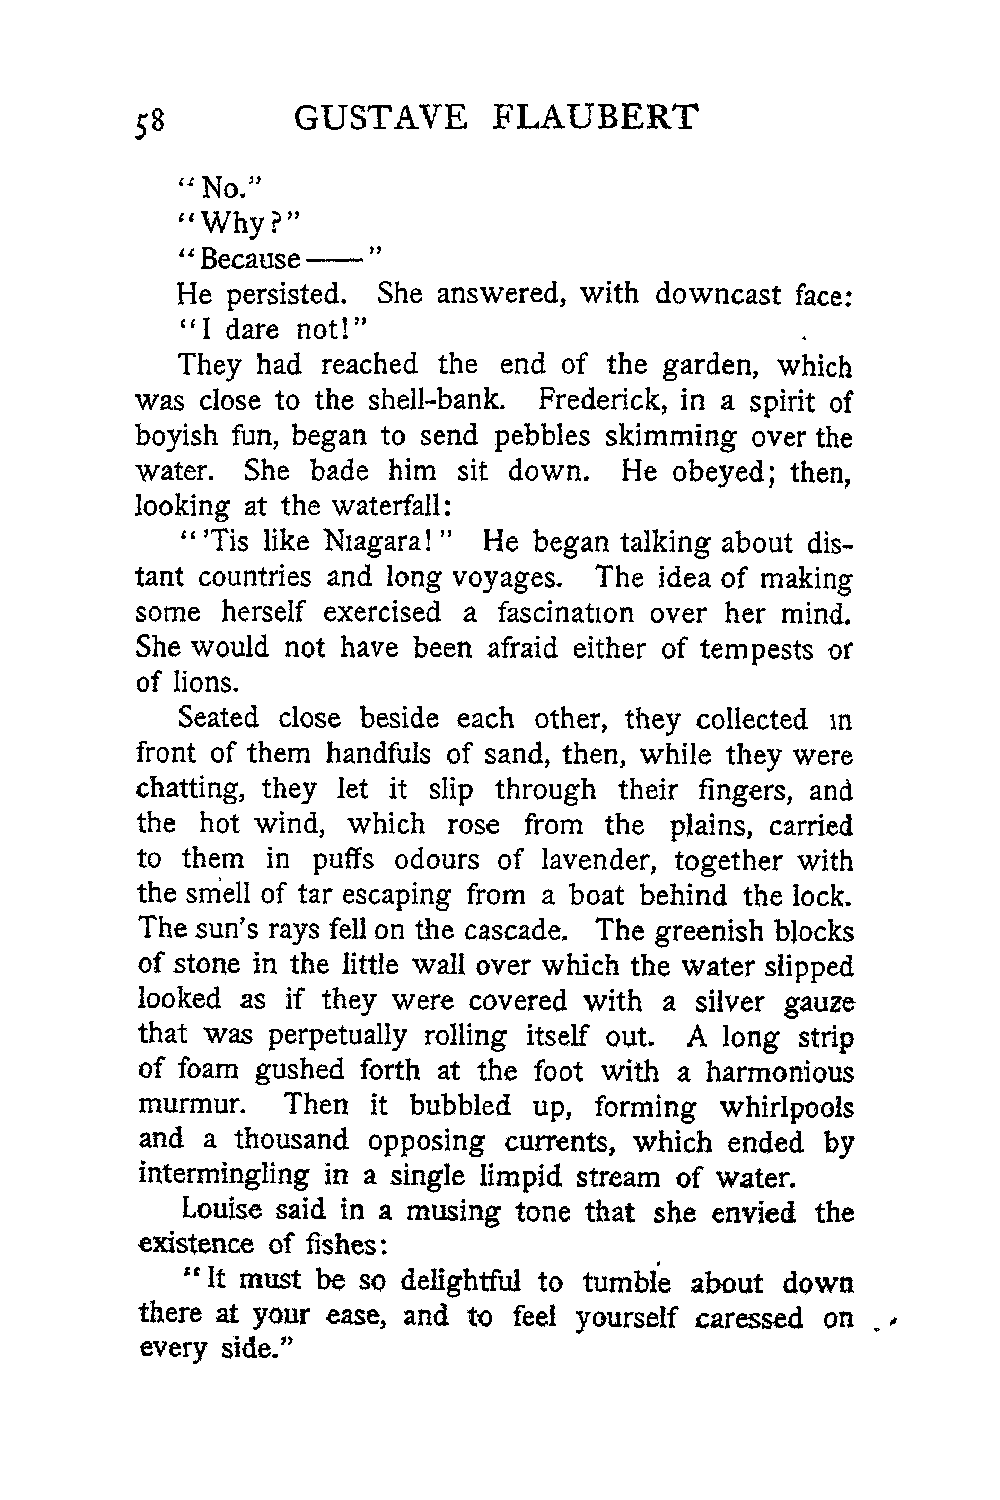 58 GUSTAVE FLAUBERT
"No."
"Why?"
"Because——"
He persisted. She answered, with downcast face:
"I dare not!"
They had reached the end of the garden, which
was close to the shell-bank. Frederick, in a spirit of
boyish fun, began to send pebbles skimming over the
water. She bade him sit down. He obeyed; then,
looking at the waterfall:
"'Tis like Niagara!" He began talking about dis-
tant countries and long voyages. The idea of making
some herself exercised a fascination over her mind.
She would not have been afraid either of tempests or
of lions.
Seated close beside each other, they collected in
front of them handfuls of sand, then, while they were
chatting, they let it slip through their fingers, and
the hot wind, which rose from the plains, carried
to them in puffs odours of lavender, together with
the smell of tar escaping from a boat behind the lock.
The sun's rays fell on the cascade. The greenish blocks
of stone in the little wall over which the water slipped
looked as if they were covered with a silver gauze
that was perpetually rolling itself out. A long strip
of foam gushed forth at the foot with a harmonious
murmur. Then it bubbled up, forming whirlpools
and a thousand opposing currents, which ended by
intermingling in a single limpid stream of water.
Louise said in a musing tone that she envied the
existence of fishes:
"It must be so delightful to tumble about down
there at your ease, and to feel yourself caressed on
every side."